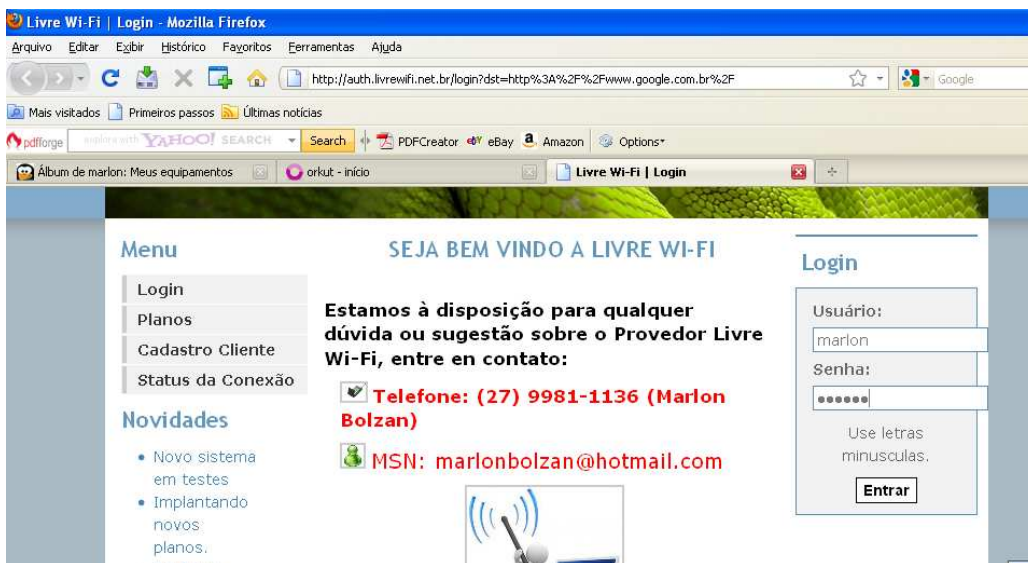 Livre Wi-Fi | Login - Mozilla Firefox
Arquivo Editar Exibir Histórico Favoritos Ferramentas Ajuda
http://auth.livrewifi.net.br/login?dst=http%3A%2F%2Fwww.google.com.br%2F
Google
Mais visitados Primeiros passos Últimas notícias
pdfforge explore with YAHOO! SEARCH Search PDFCreator eBay Amazon Options
Álbum de marlon: Meus equipamentos orkut - início Livre Wi-Fi | Login
Menu
Login
Planos
Cadastro Cliente
Status da Conexão
Novidades
Novo sistema
em testes
Implantando
novos
planos.
SEJA BEM VINDO A LIVRE WI-FI
Estamos à disposição para qualquer
dúvida ou sugestão sobre o Provedor Livre
Wi-Fi, entre en contato:
Telefone: (27) 9981-1136 (Marlon
Bolzan)
MSN: marlonbolzan@hotmail.com
Login
Usuário:
marlon
Senha:
Use letras
minusculas.
Entrar